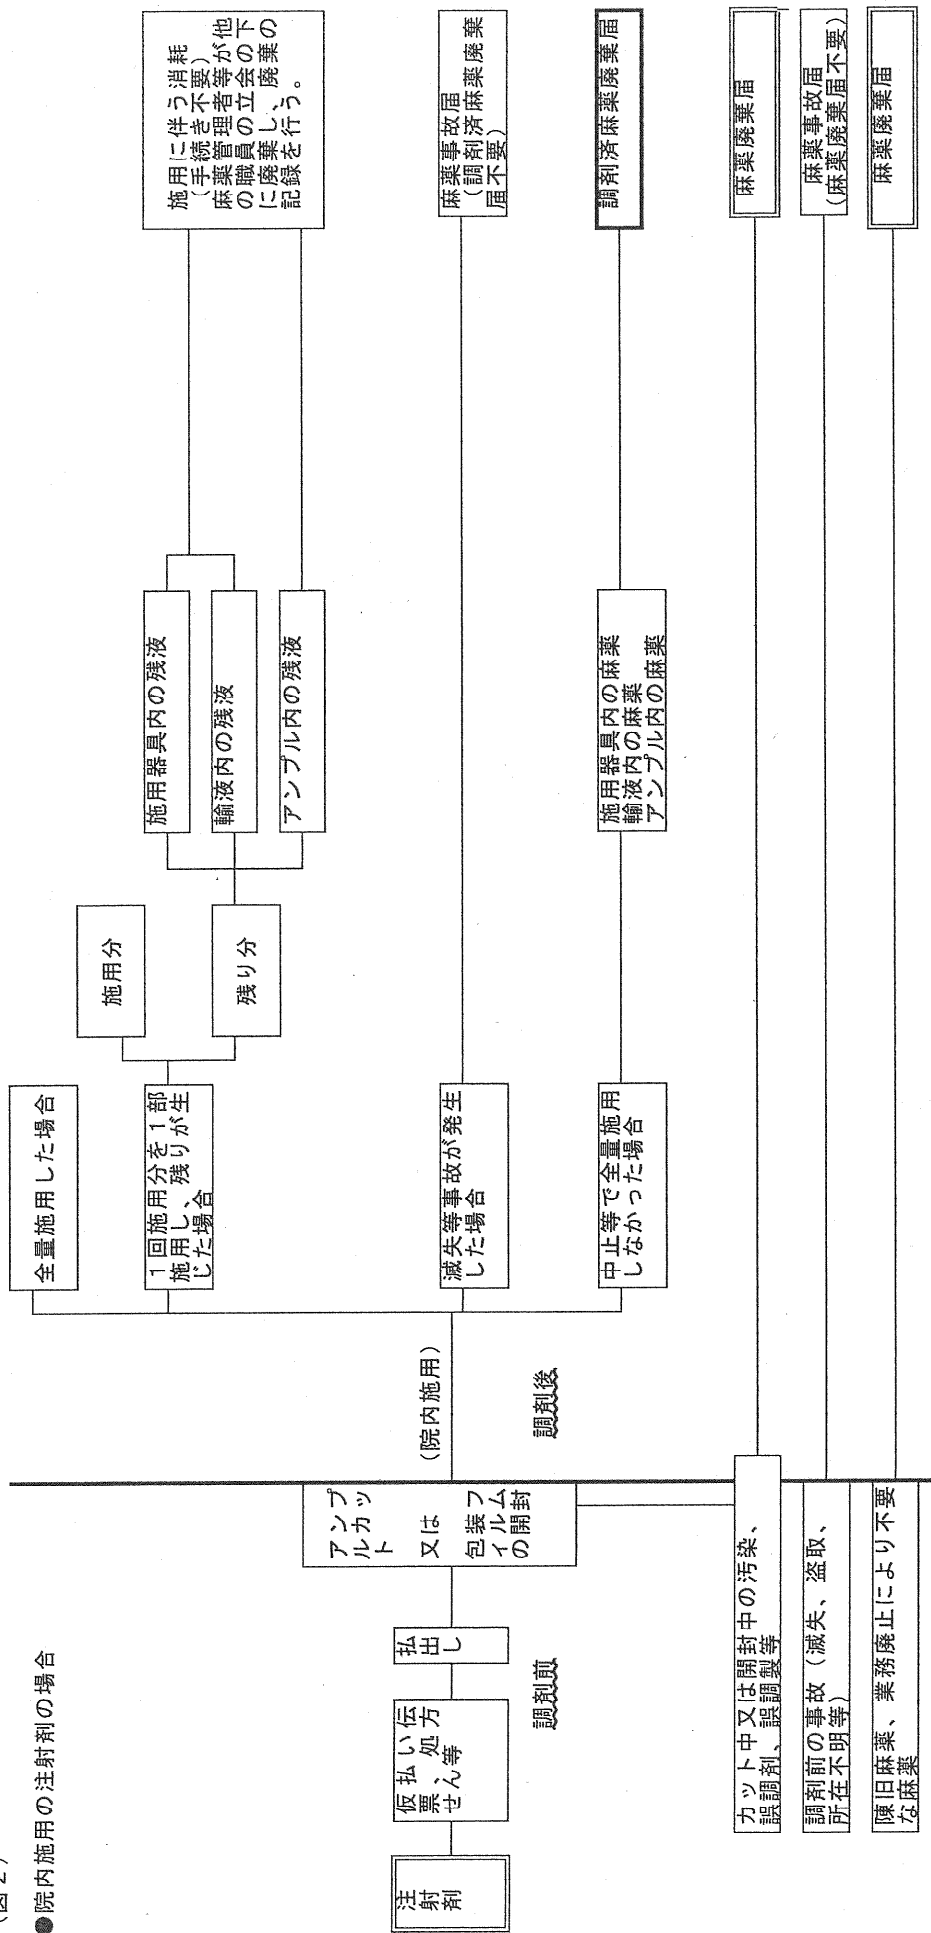 (図2)
●院内施用の注射剤の場合
注射
剤
仮払い伝
票、処方
せん等
払出
し
アンプ
ルカッ
ト
又は
包装フ
ィルム
の開封
調剤前
(院内施用)
調剤後
全量施用した場合
1回施用分を1部
施用し、残りが生
じた場合
施用分
残り分
施用器具内の残液
輸液内の残液
アンプル内の残液
施用に伴う消耗
(手続き不要)
麻薬管理者等が他
の職員の立会の下
に廃棄し、廃棄の
記録を行う。
滅失等事故が発生
した場合
麻薬事故届
(調剤済麻薬廃棄
届不要)
中止等で全量施用
しなかった場合
施用器具内の麻薬
輸液内の麻薬
アンプル内の麻薬
調剤済麻薬廃棄届
カット中又は開封中の汚染、
誤調剤、誤調製等
麻薬廃棄届
調剤前の事故(滅失、盗取、
所在不明等)
麻薬事故届
(麻薬廃棄届不要)
陳旧麻薬、業務廃止により不要
な麻薬
麻薬廃棄届